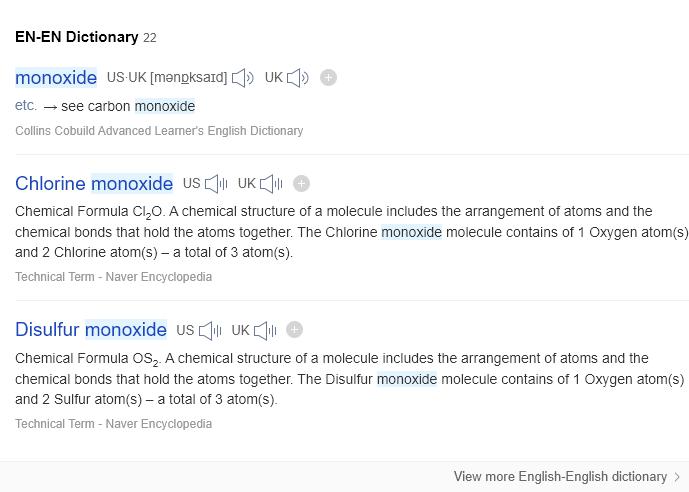 EN-EN Dictionary 22
monoxide US·UK [mənɒksaɪd] UK
etc. → see carbon monoxide
Collins Cobuild Advanced Learner's English Dictionary
Chlorine monoxide US UK
Chemical Formula Cl₂O. A chemical structure of a molecule includes the arrangement of atoms and the
chemical bonds that hold the atoms together. The Chlorine monoxide molecule contains of 1 Oxygen atom(s)
and 2 Chlorine atom(s) – a total of 3 atom(s).
Technical Term - Naver Encyclopedia
Disulfur monoxide US UK
Chemical Formula OS₂. A chemical structure of a molecule includes the arrangement of atoms and the
chemical bonds that hold the atoms together. The Disulfur monoxide molecule contains of 1 Oxygen atom(s)
and 2 Sulfur atom(s) – a total of 3 atom(s).
Technical Term - Naver Encyclopedia
View more English-English dictionary >